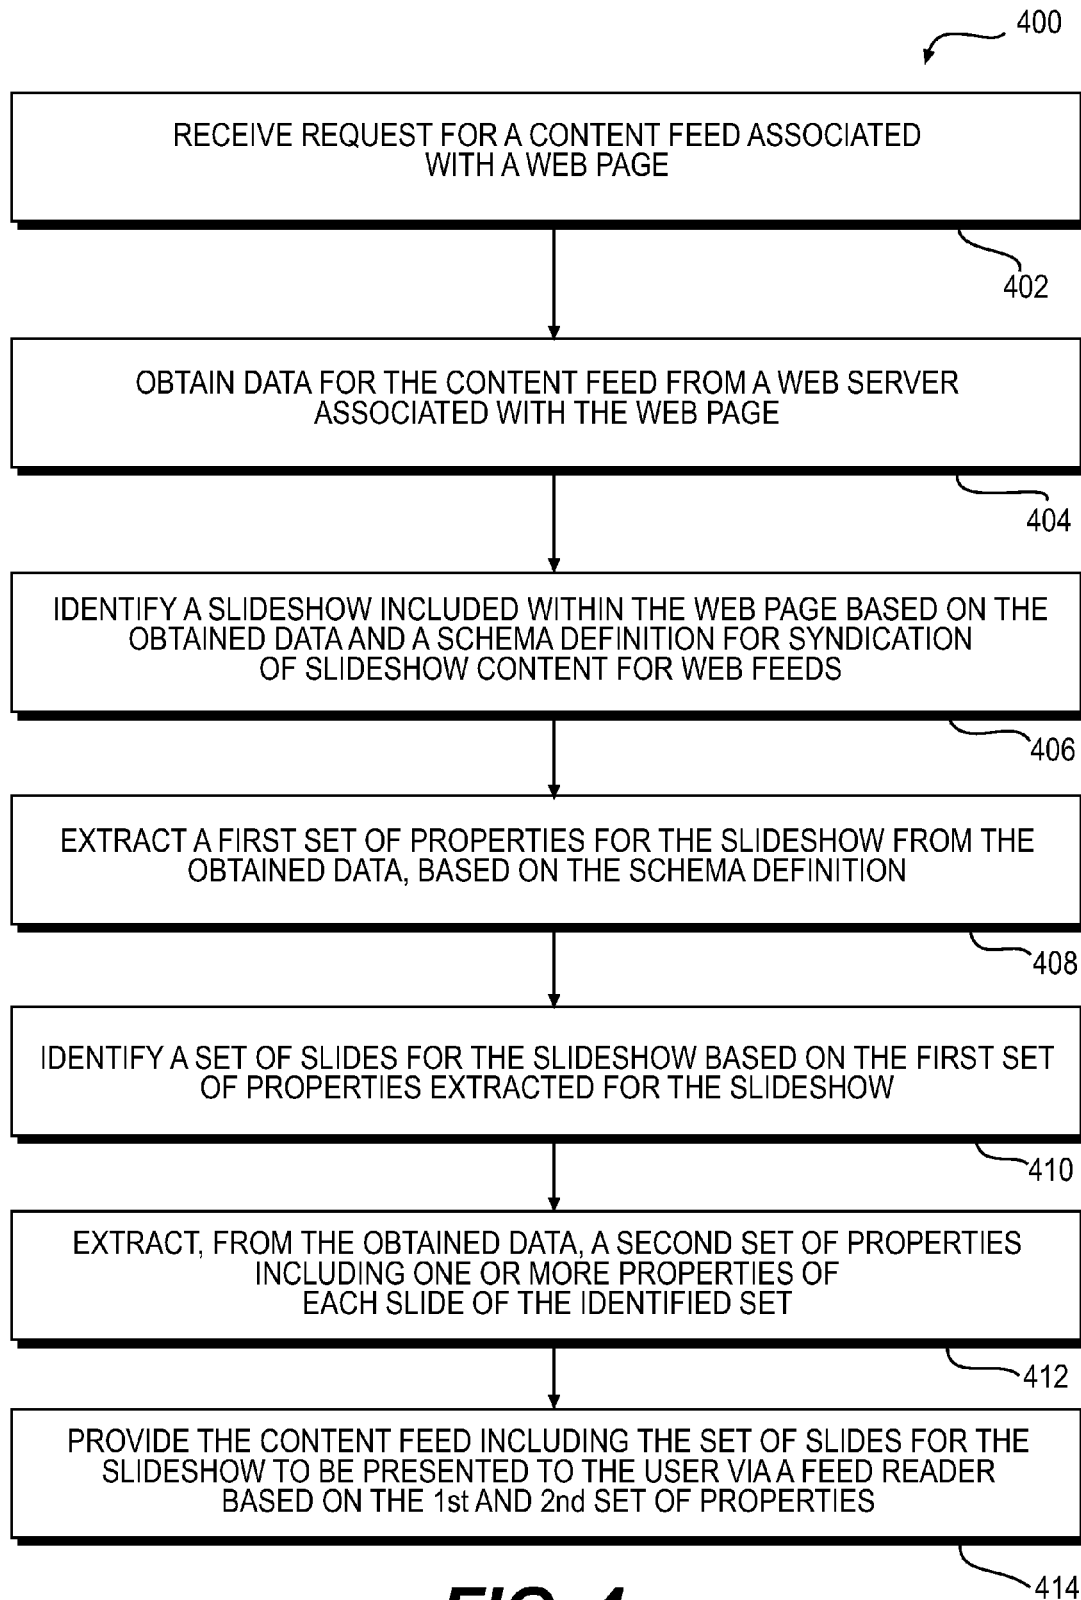 400
RECEIVE REQUEST FOR A CONTENT FEED ASSOCIATED
WITH A WEB PAGE
402
OBTAIN DATA FOR THE CONTENT FEED FROM A WEB SERVER
ASSOCIATED WITH THE WEB PAGE
404
IDENTIFY A SLIDESHOW INCLUDED WITHIN THE WEB PAGE BASED ON THE
OBTAINED DATA AND A SCHEMA DEFINITION FOR SYNDICATION
OF SLIDESHOW CONTENT FOR WEB FEEDS
406
EXTRACT A FIRST SET OF PROPERTIES FOR THE SLIDESHOW FROM THE
OBTAINED DATA, BASED ON THE SCHEMA DEFINITION
408
IDENTIFY A SET OF SLIDES FOR THE SLIDESHOW BASED ON THE FIRST SET
OF PROPERTIES EXTRACTED FOR THE SLIDESHOW
410
EXTRACT, FROM THE OBTAINED DATA, A SECOND SET OF PROPERTIES
INCLUDING ONE OR MORE PROPERTIES OF
EACH SLIDE OF THE IDENTIFIED SET
412
PROVIDE THE CONTENT FEED INCLUDING THE SET OF SLIDES FOR THE
SLIDESHOW TO BE PRESENTED TO THE USER VIA A FEED READER
BASED ON THE 1st AND 2nd SET OF PROPERTIES
414
FIG. 4